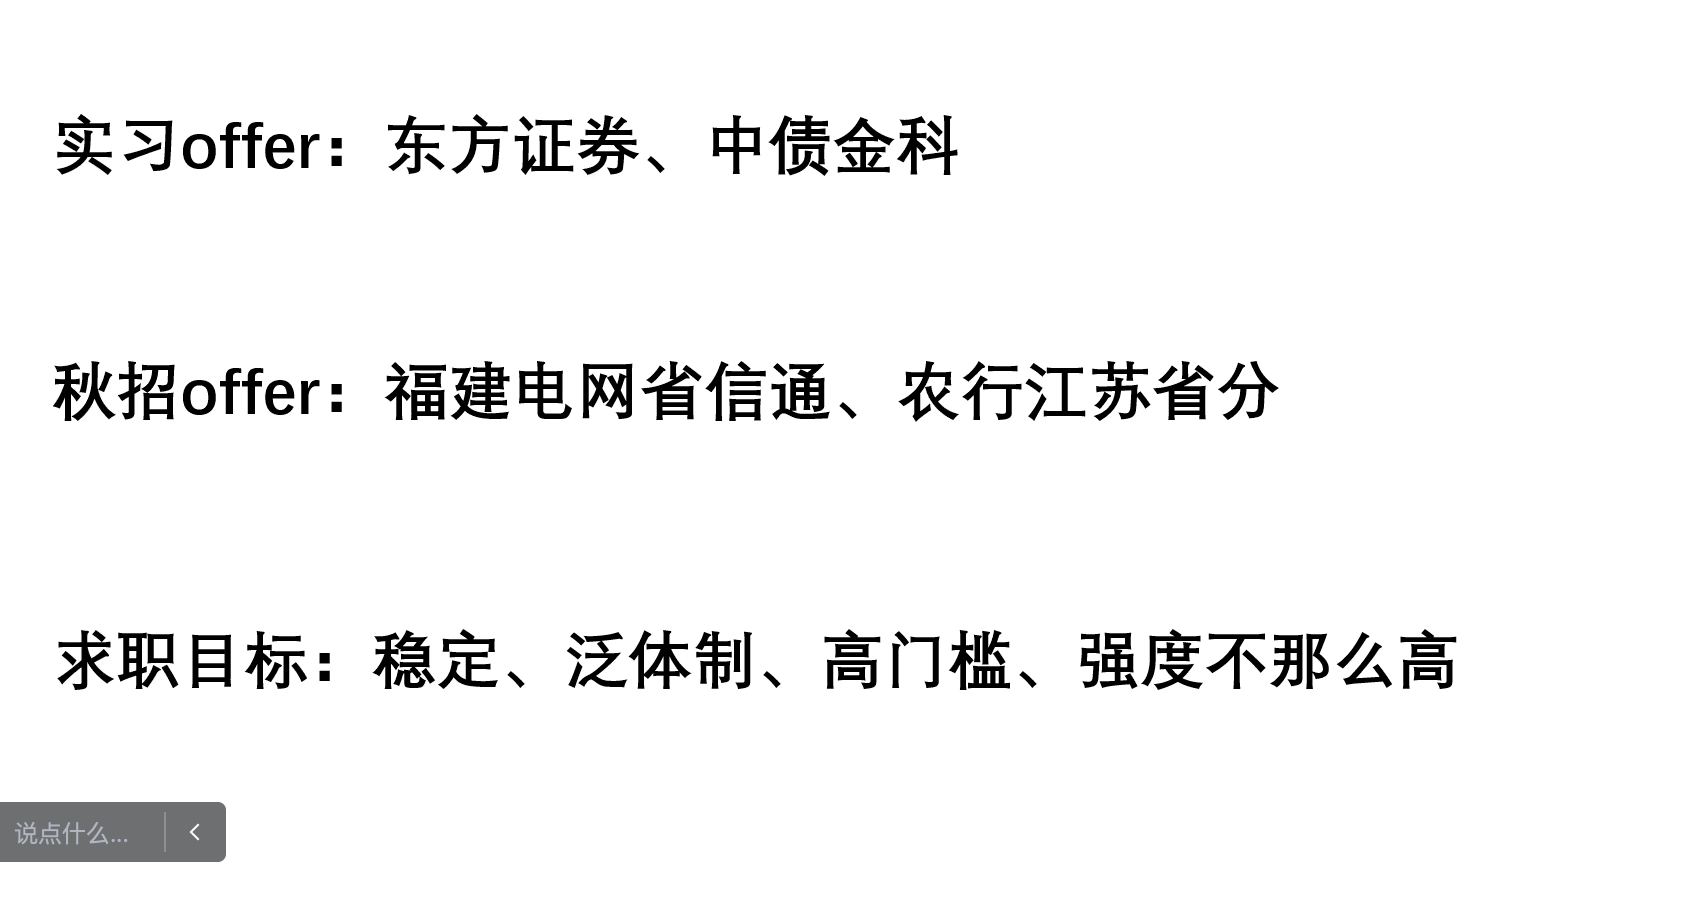 实习offer：东方证券、中债金科
秋招offer：福建电网省信通、农行江苏省分
求职目标：稳定、泛体制、高门槛、强度不那么高
说点什么...